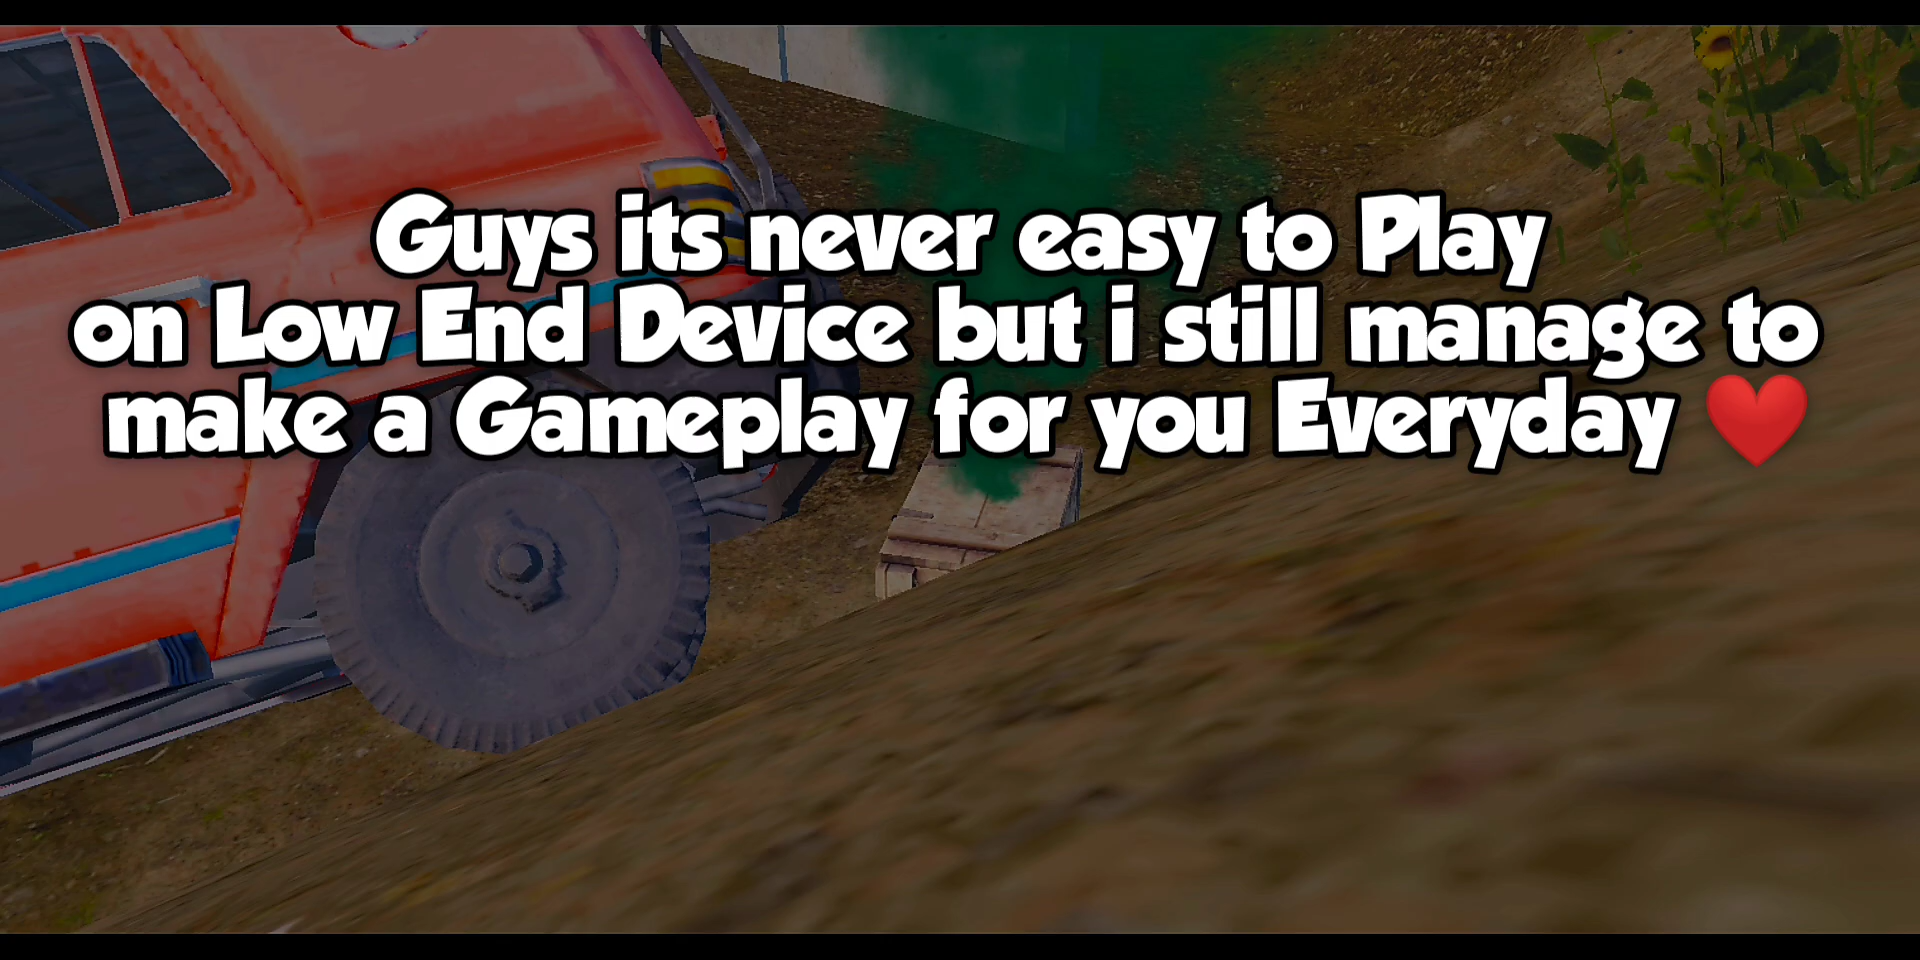 Guys its never easy to Play
on Low End Device but i still manage to
make a Gameplay for you Everyday ❤️